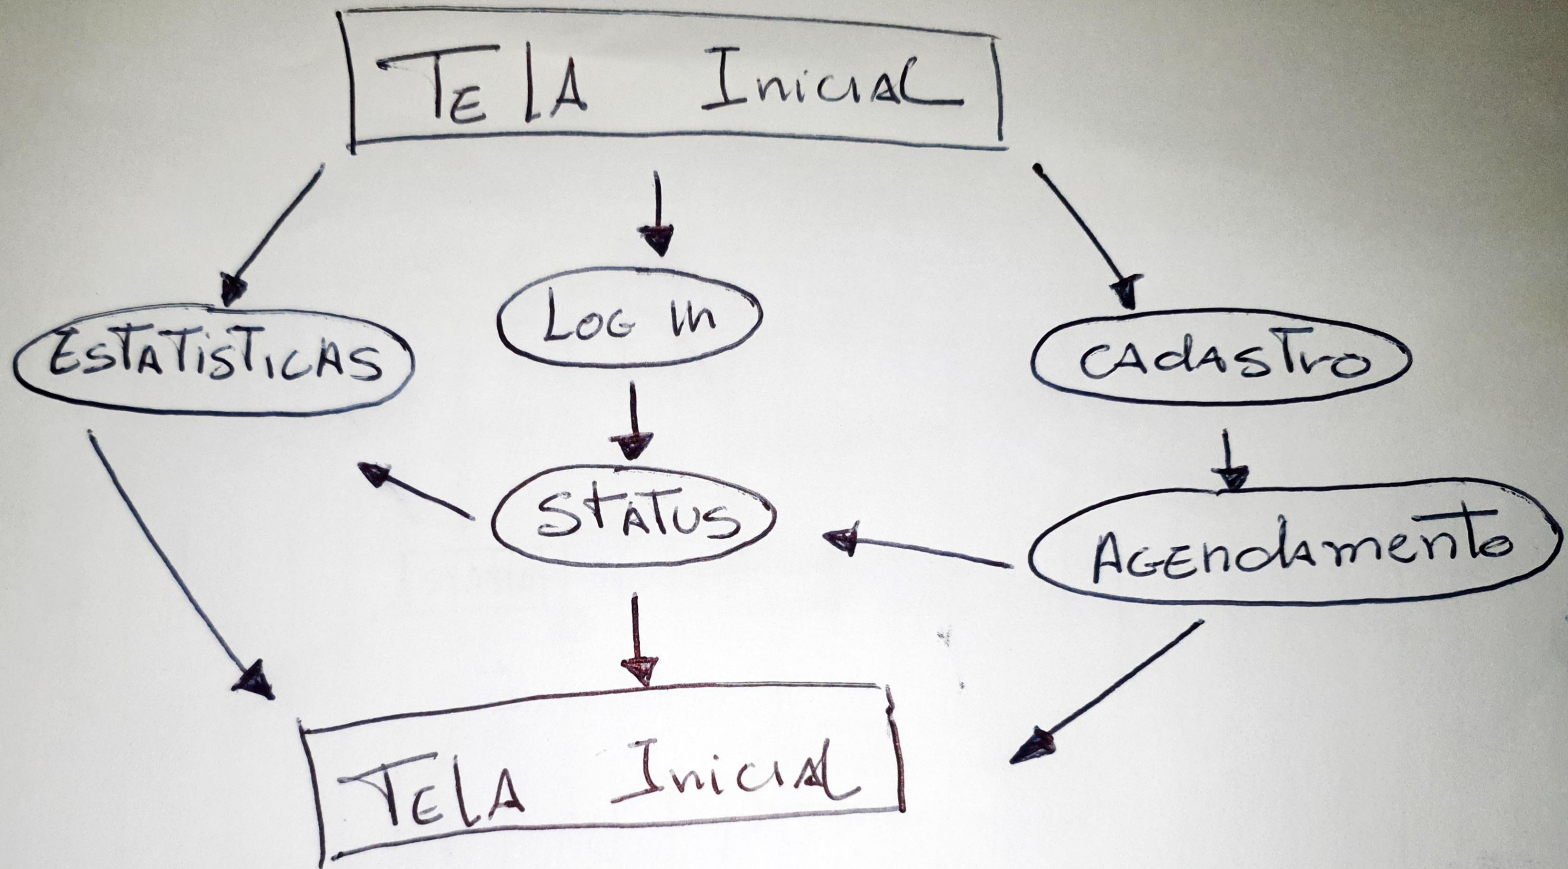 TELA INICIAL
LOG IN
ESTATISTICAS
CADASTRO
STATUS
AGENDAMENTO
TELA INICIAL